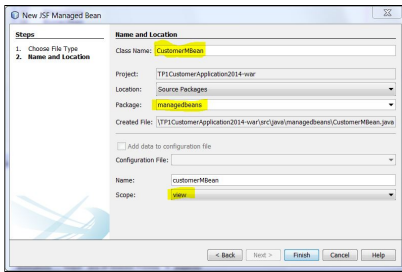 New JSF Managed Bean
Steps
1. Choose File Type
2. Name and Location
Name and Location
Class Name: CustomerMBean
Project: TP1CustomerApplication2014-war
Location: Source Packages
Package: managedbeans
Created File: \TP1CustomerApplication2014-war\src\java\managedbeans\CustomerMBean.java
Add data to configuration file
Configuration File:
Name: customerMBean
Scope: view
< Back Next > Finish Cancel Help